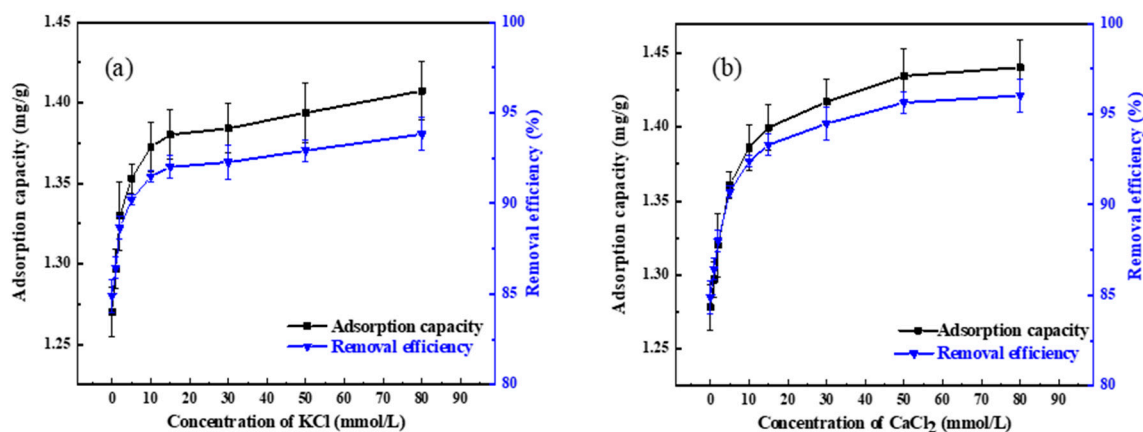 (a)
Adsorption capacity (mg/g)
1.45
1.40
1.35
1.30
1.25
100
95
90
85
80
Removal efficiency (%)
Adsorption capacity
Removal efficiency
0 10 20 30 40 50 60 70 80 90
Concentration of KCl (mmol/L)
(b)
Adsorption capacity (mg/g)
1.45
1.40
1.35
1.30
1.25
100
95
90
85
80
Removal efficiency (%)
Adsorption capacity
Removal efficiency
0 10 20 30 40 50 60 70 80 90
Concentration of CaCl₂ (mmol/L)